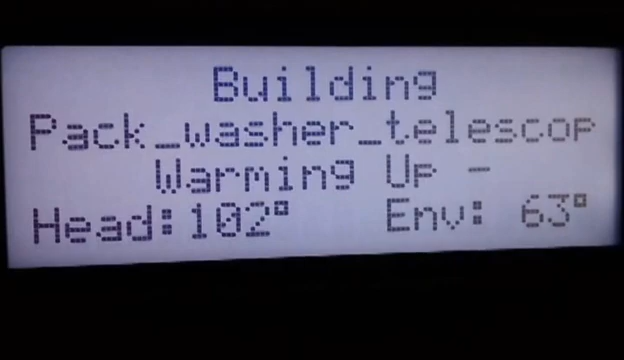 Building
Pack_washer_telescop
Warming Up -
Head:102° Env: 63°